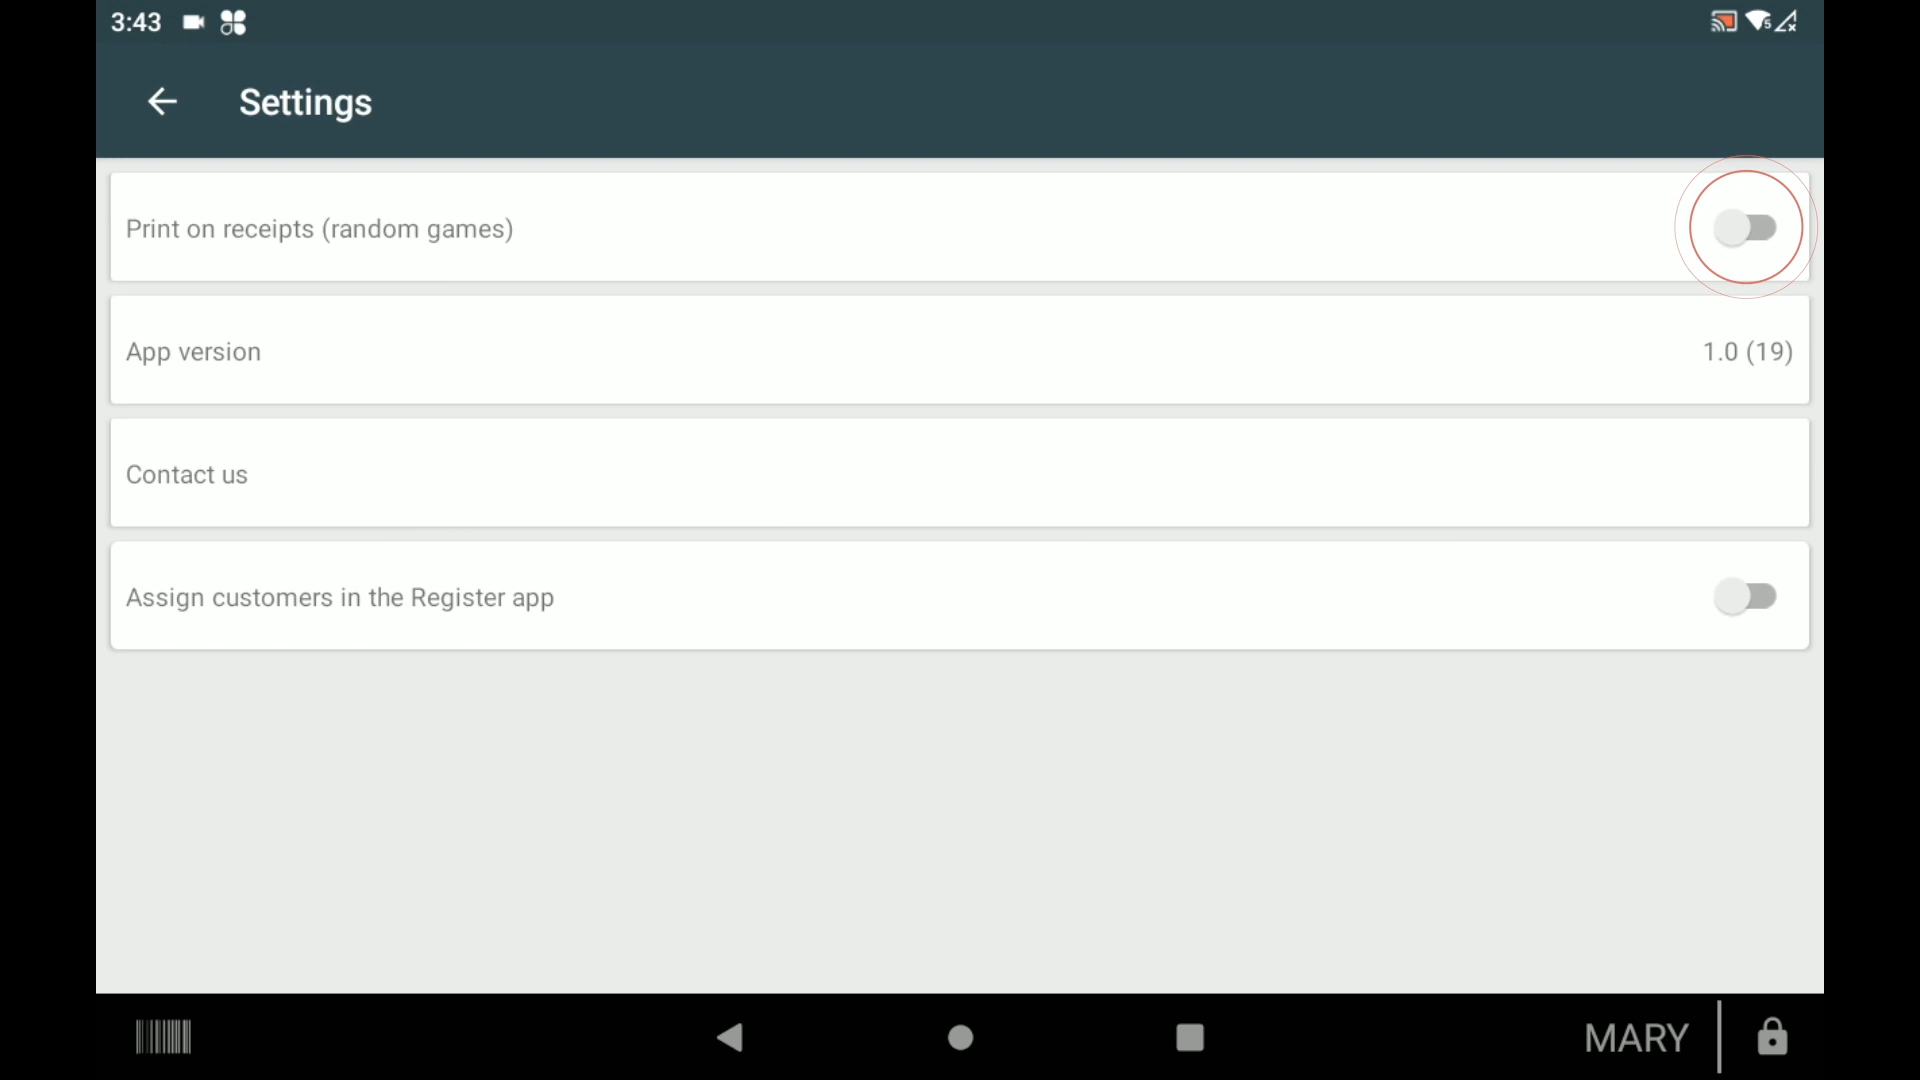 3:43
5
Settings
Print on receipts (random games)
App version
1.0 (19)
Contact us
Assign customers in the Register app
MARY